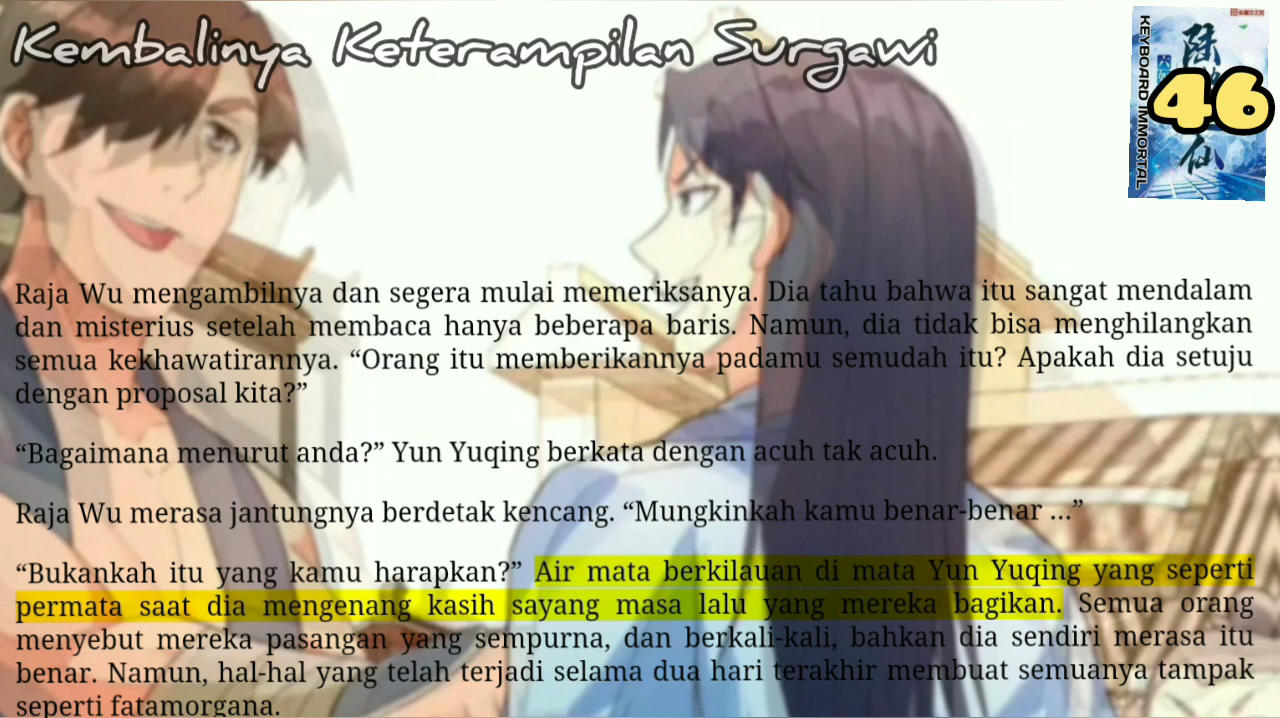 Kembalinya Keterampilan Surgawi
KEYBOARD IMMORTAL
46
Raja Wu mengambilnya dan segera mulai memeriksanya. Dia tahu bahwa itu sangat mendalam
dan misterius setelah membaca hanya beberapa baris. Namun, dia tidak bisa menghilangkan
semua kekhawatirannya. “Orang itu memberikannya padamu semudah itu? Apakah dia setuju
dengan proposal kita?”
“Bagaimana menurut anda?” Yun Yuqing berkata dengan acuh tak acuh.
Raja Wu merasa jantungnya berdetak kencang. “Mungkinkah kamu benar-benar ...”
“Bukankah itu yang kamu harapkan?” Air mata berkilauan di mata Yun Yuqing yang seperti
permata saat dia mengenang kasih sayang masa lalu yang mereka bagikan. Semua orang
menyebut mereka pasangan yang sempurna, dan berkali-kali, bahkan dia sendiri merasa itu
benar. Namun, hal-hal yang telah terjadi selama dua hari terakhir membuat semuanya tampak
seperti fatamorgana.